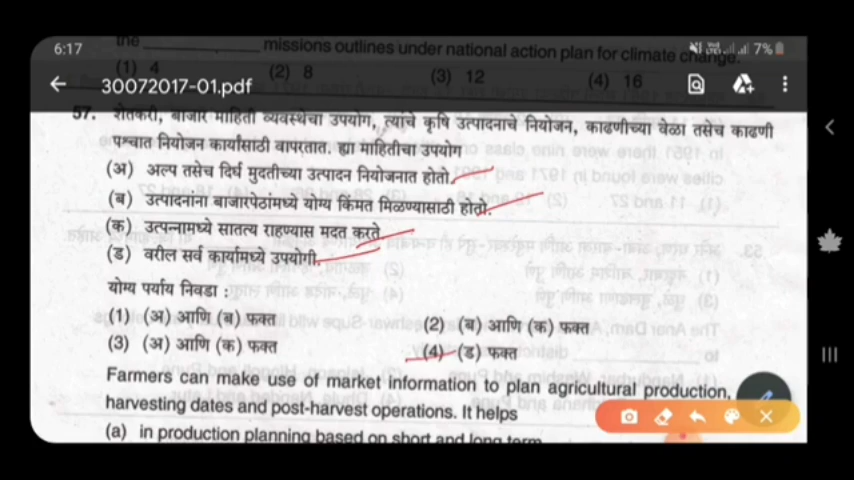 6:17
7%
the ________ missions outlines under national action plan for climate change.
(1) 4 (2) 8 (3) 12 (4) 16
30072017-01.pdf
57. शेतकरी, बाजार माहिती व्यवस्थेचा उपयोग, त्यांचे कृषि उत्पादनाचे नियोजन, काढणीच्या वेळा तसेच काढणी
पश्चात नियोजन कार्यासाठी वापरतात. ह्या माहितीचा उपयोग
(अ) अल्प तसेच दिर्घ मुदतीच्या उत्पादन नियोजनात होतो.
(ब) उत्पादनांना बाजारपेठांमध्ये योग्य किंमत मिळण्यासाठी होतो.
(क) उत्पन्नामध्ये सातत्य राहण्यास मदत करते
(ड) वरील सर्व कार्यामध्ये उपयोगी.
योग्य पर्याय निवडा :
(1) (अ) आणि (ब) फक्त (2) (ब) आणि (क) फक्त
(3) (अ) आणि (क) फक्त (4) (ड) फक्त
Farmers can make use of market information to plan agricultural production,
harvesting dates and post-harvest operations. It helps
(a) in production planning based on short and long term